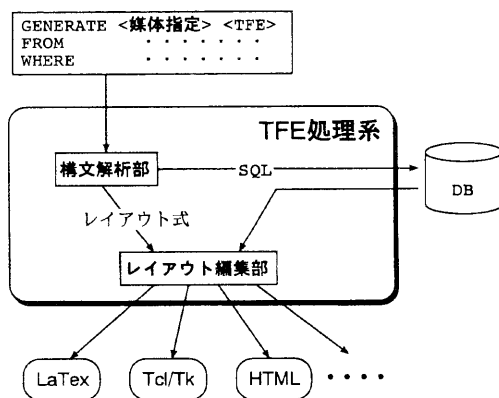 GENERATE <媒体指定> <TFE>
FROM · · · · · · ·
WHERE · · · · · · ·
TFE処理系
構文解析部
SQL
DB
レイアウト式
レイアウト編集部
LaTex
Tcl/Tk
HTML
· · · ·